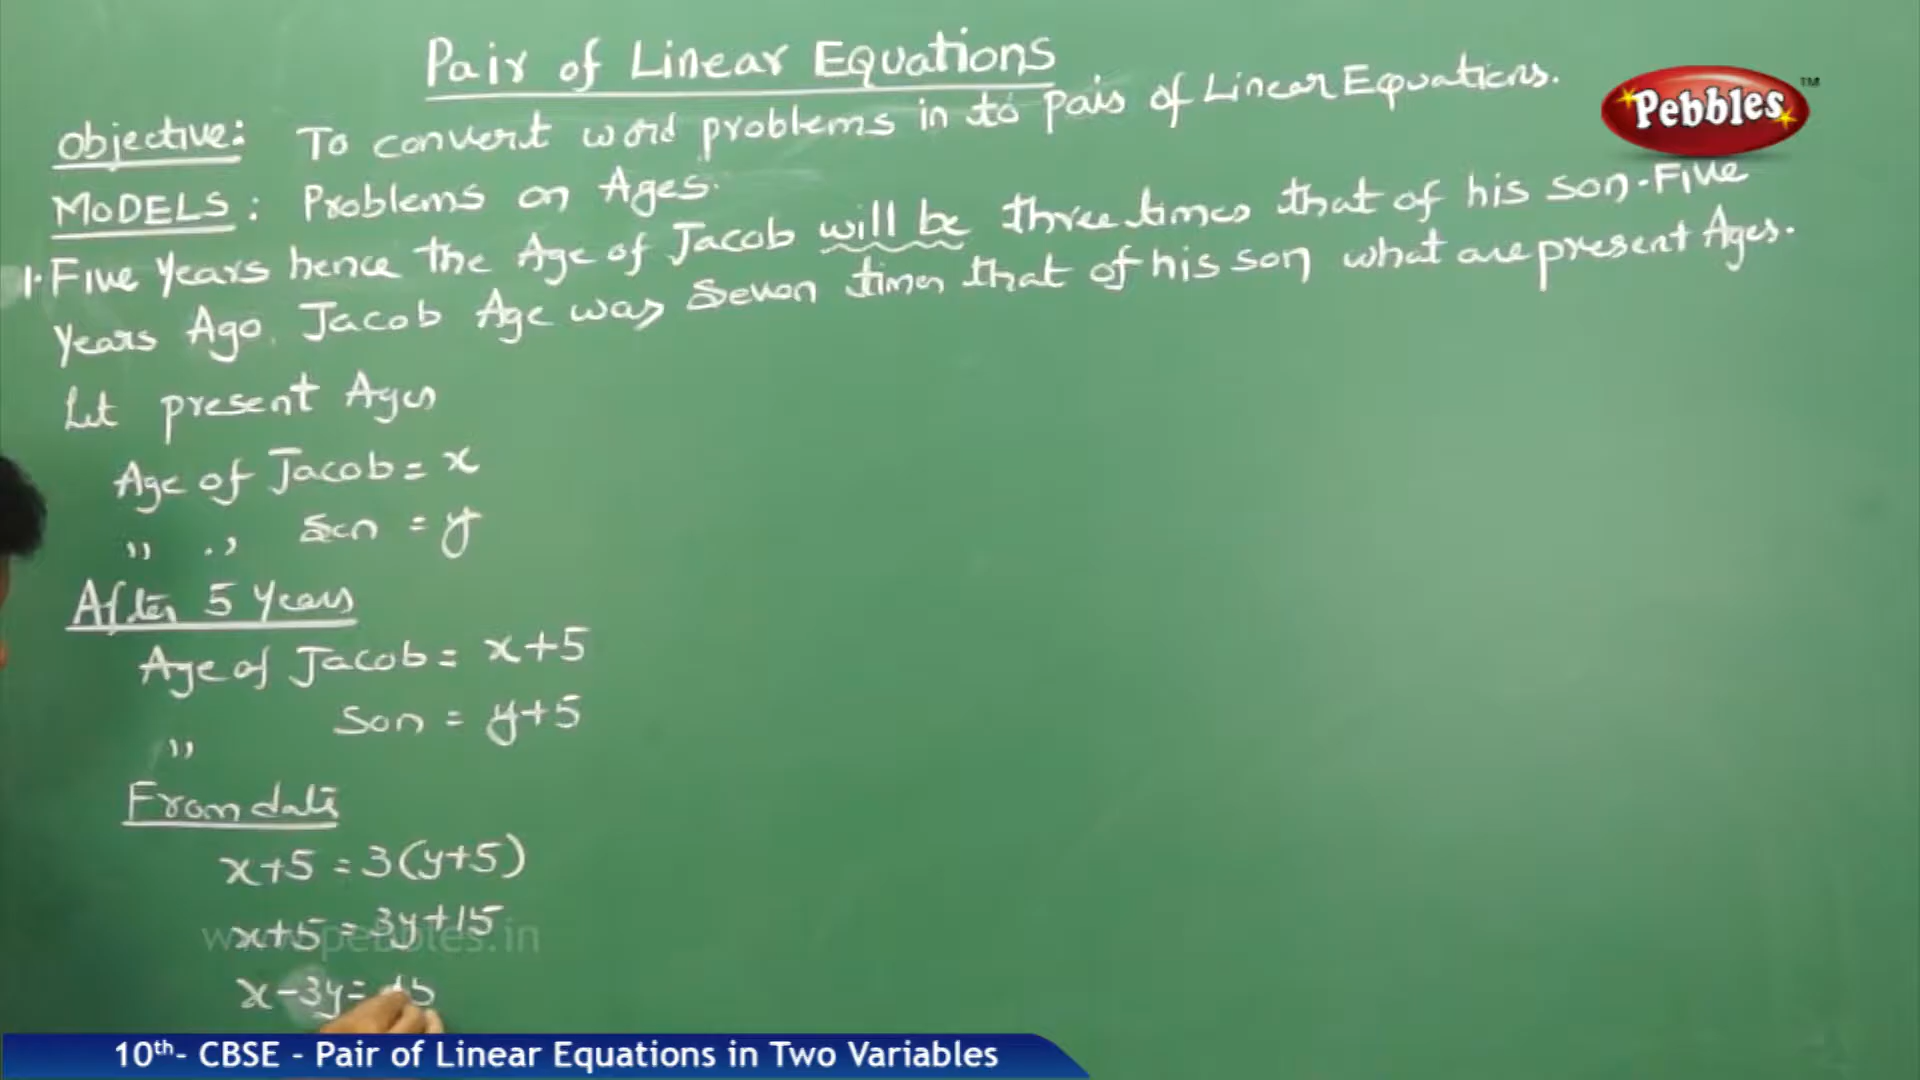 Pair of Linear Equations
Objective: To convert word problems in to Pair of Linear Equations.
MODELS: Problems on Ages.
1. Five years hence the Age of Jacob will be three times that of his son. Five
years Ago, Jacob Age was Seven times that of his son what are present Ages.
Let present Ages
Age of Jacob = x
,, ,, Son = y
After 5 years
Age of Jacob = x+5
,, Son = y+5
From data
x+5 = 3(y+5)
x+5 = 3y+15
x-3y= 15
Pebbles™
www.pebbles.in
10th- CBSE - Pair of Linear Equations in Two Variables